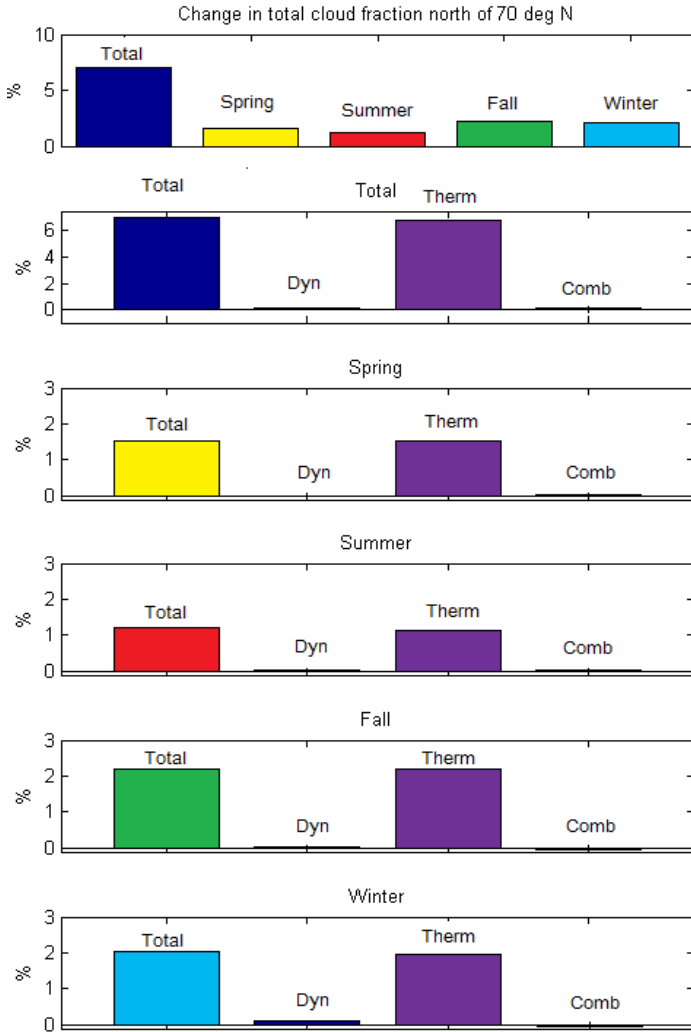 Change in total cloud fraction north of 70 deg N
10
Total
%
5
Spring
Summer
Fall
Winter
0
Total
Total
Therm
6
%
4
2
Dyn
Comb
0
Spring
3
2
Total
Therm
%
1
Dyn
Comb
0
Summer
3
2
Total
Therm
%
1
Dyn
Comb
0
Fall
3
Total
Therm
2
%
1
Dyn
Comb
0
Winter
3
Total
Therm
2
%
1
Dyn
Comb
0